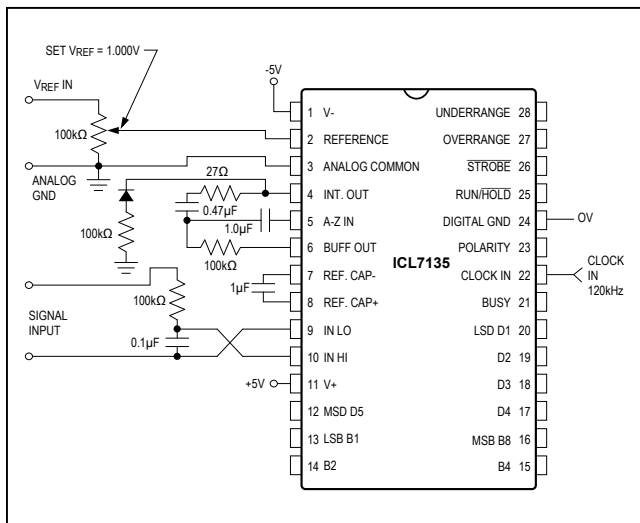 SET VREF = 1.000V
VREF IN
100kΩ
ANALOG
GND
100kΩ
27Ω
0.47µF
1.0µF
100kΩ
1µF
SIGNAL
INPUT
100kΩ
0.1µF
-5V
+5V
1 V-
2 REFERENCE
3 ANALOG COMMON
4 INT. OUT
5 A-Z IN
6 BUFF OUT
7 REF. CAP-
8 REF. CAP+
9 IN LO
10 IN HI
11 V+
12 MSD D5
13 LSB B1
14 B2
ICL7135
UNDERRANGE 28
OVERRANGE 27
STROBE 26
RUN/HOLD 25
DIGITAL GND 24
POLARITY 23
CLOCK IN 22
BUSY 21
LSD D1 20
D2 19
D3 18
D4 17
MSB B8 16
B4 15
OV
CLOCK
IN
120kHz